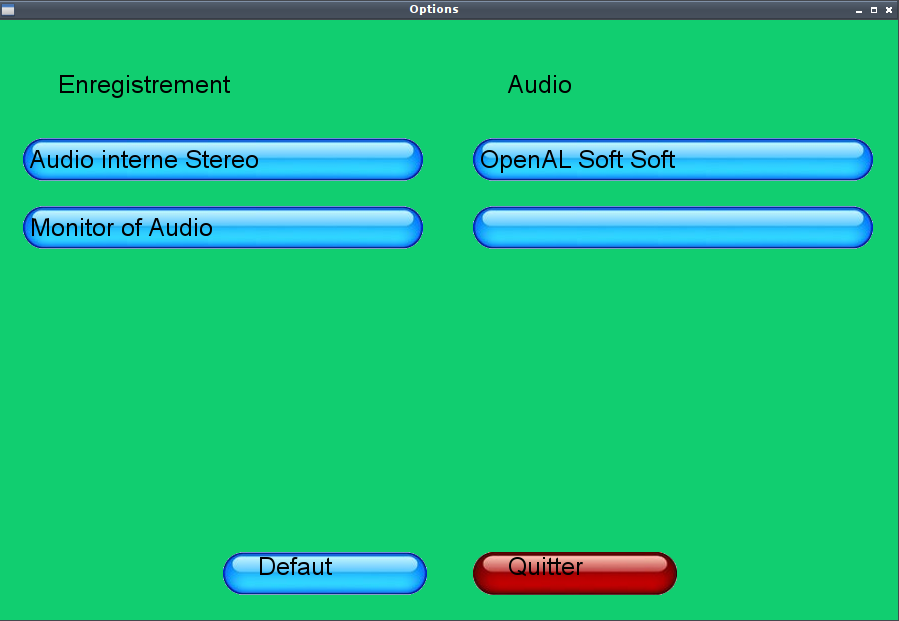 Options
Enregistrement
Audio
Audio interne Stereo
OpenAL Soft Soft
Monitor of Audio
Defaut
Quitter